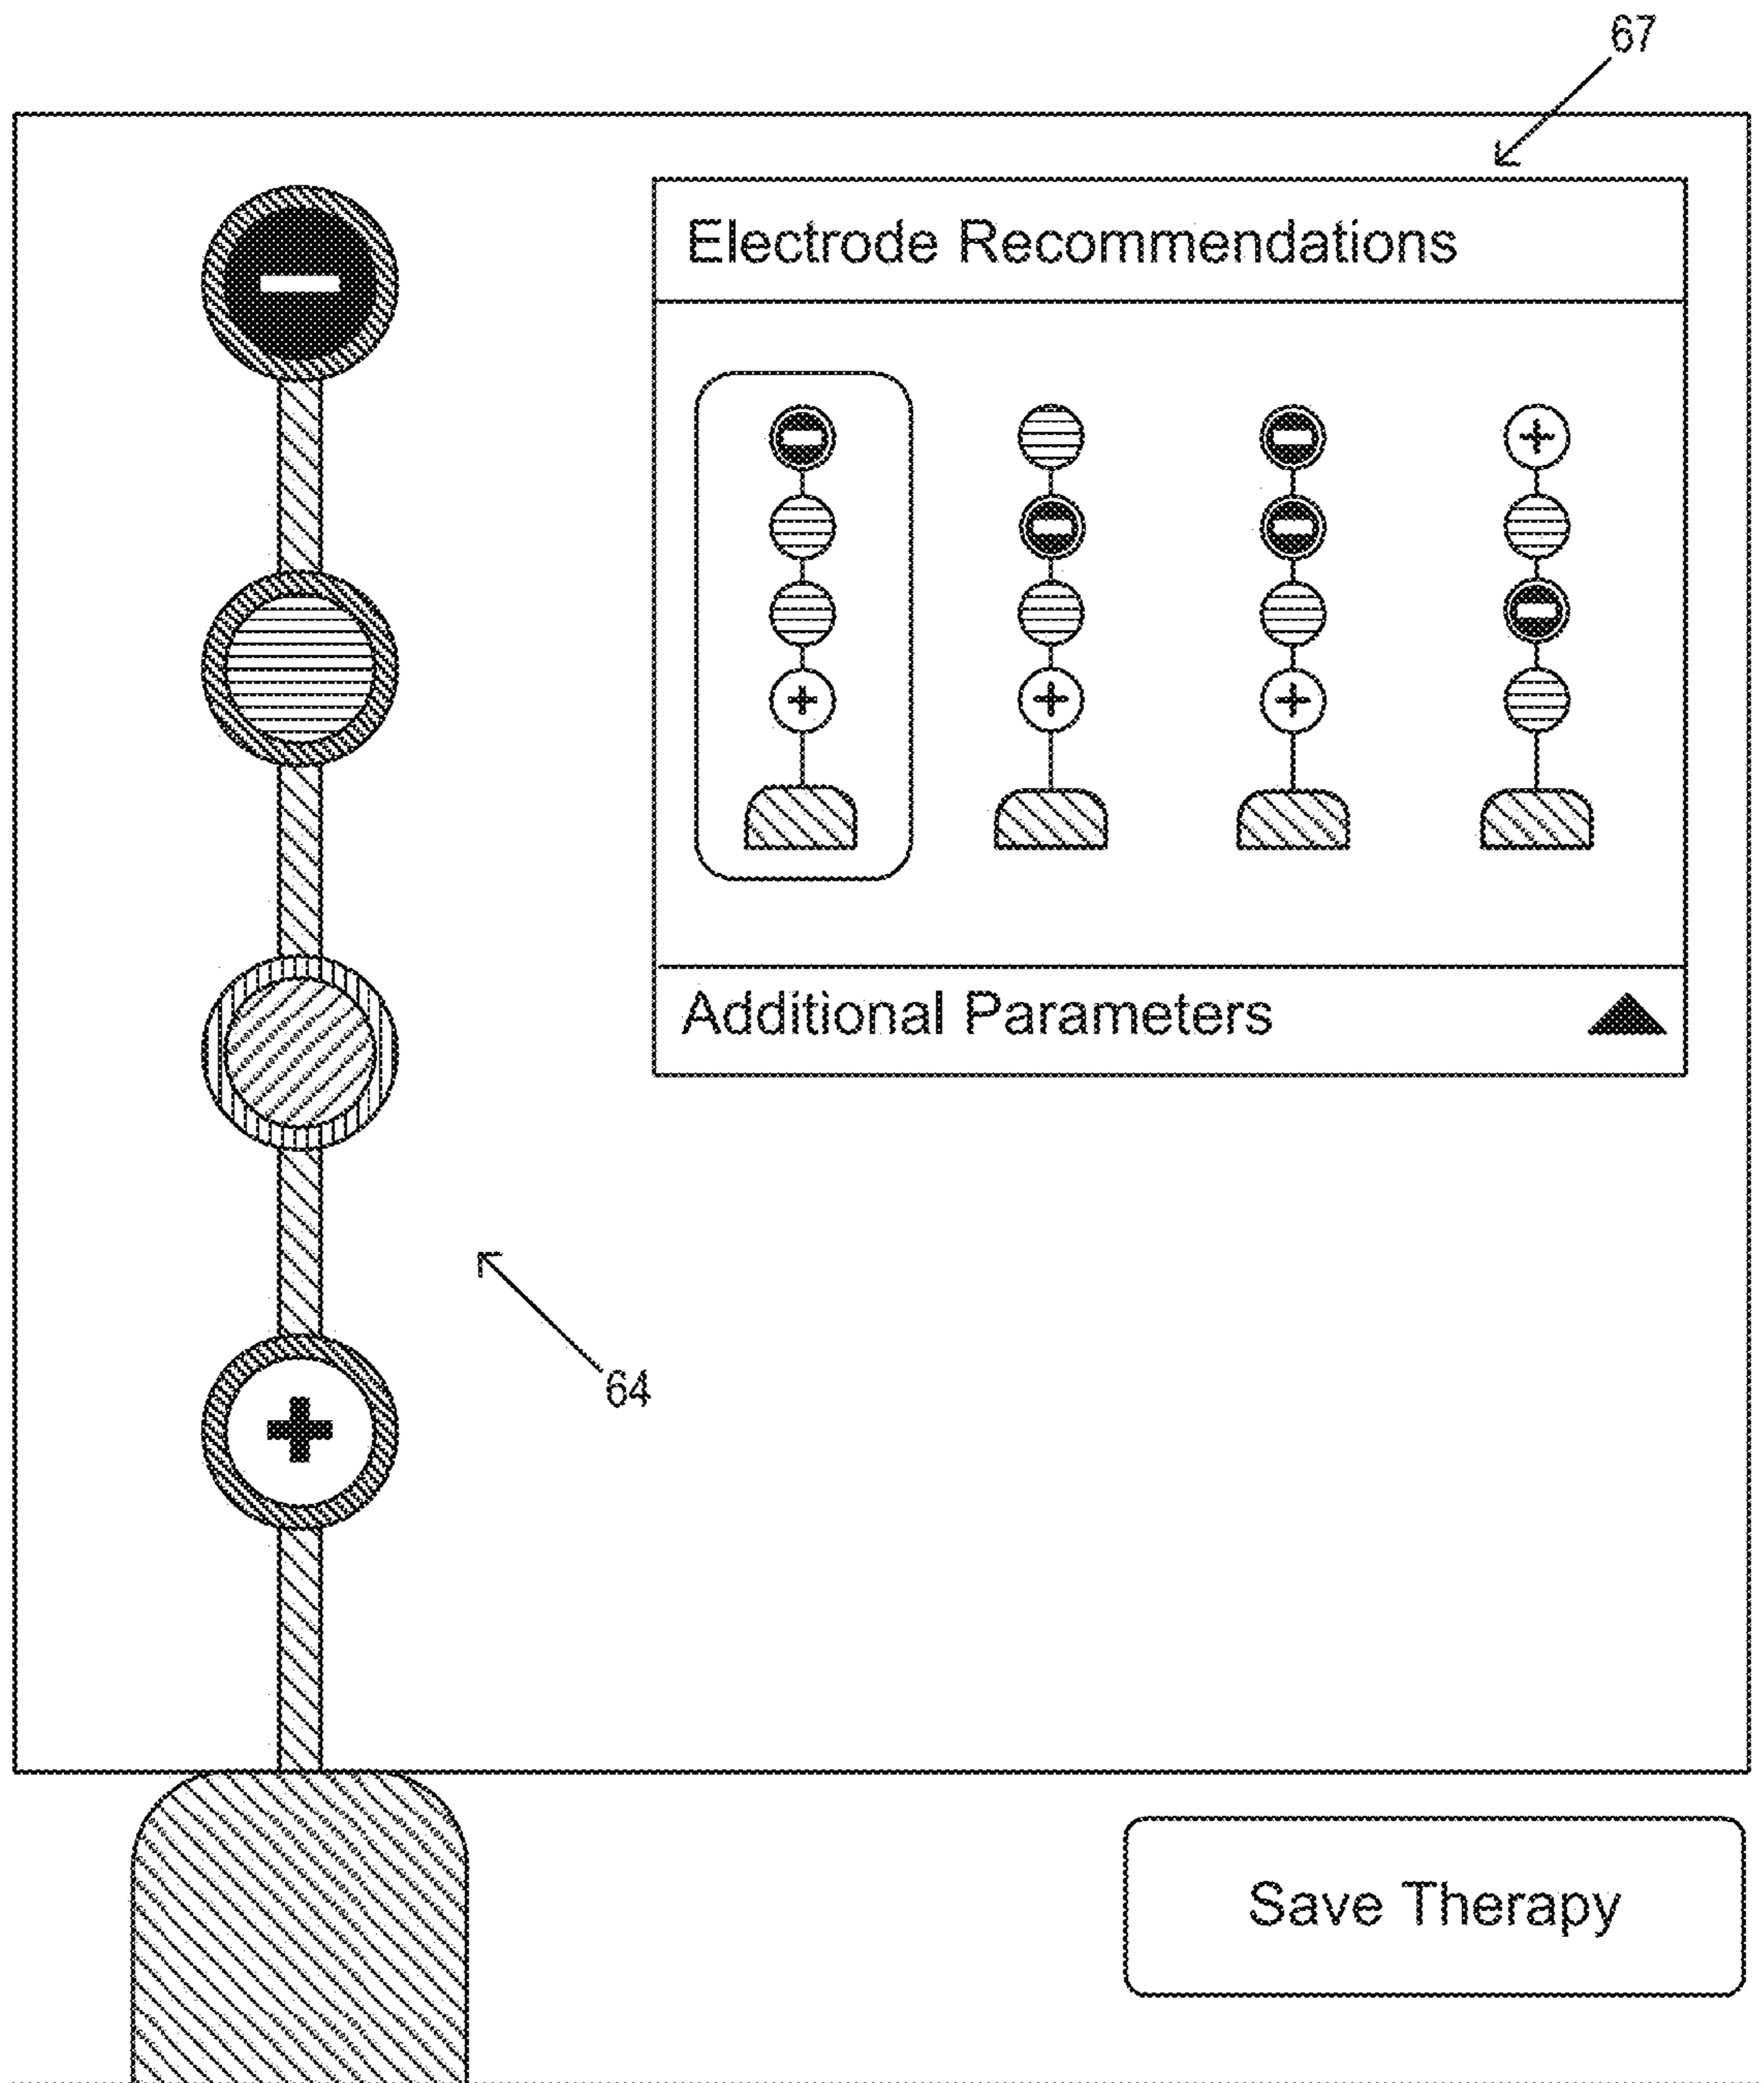 67
Electrode Recommendations
Additional Parameters
64
Save Therapy